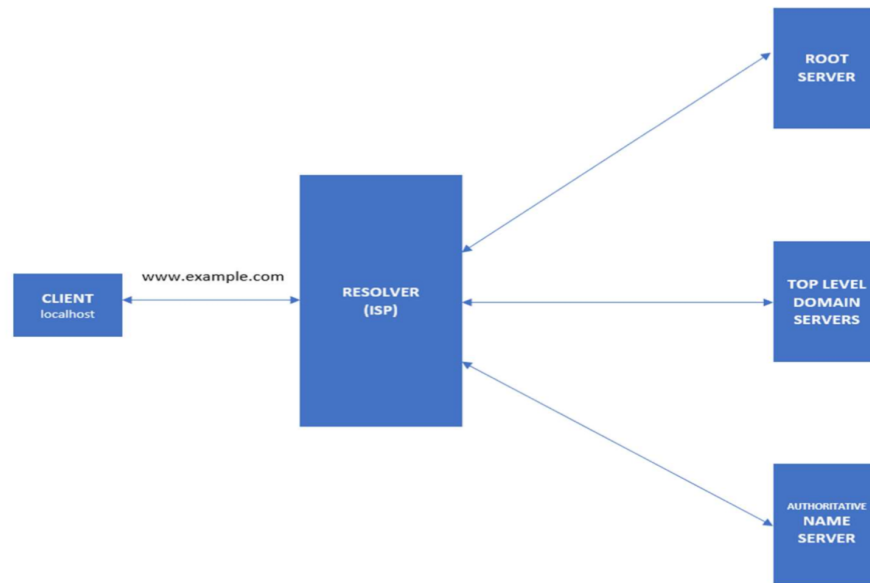 ROOT
SERVER
www.example.com
CLIENT
localhost
RESOLVER
(ISP)
TOP LEVEL
DOMAIN
SERVERS
AUTHORITATIVE
NAME
SERVER